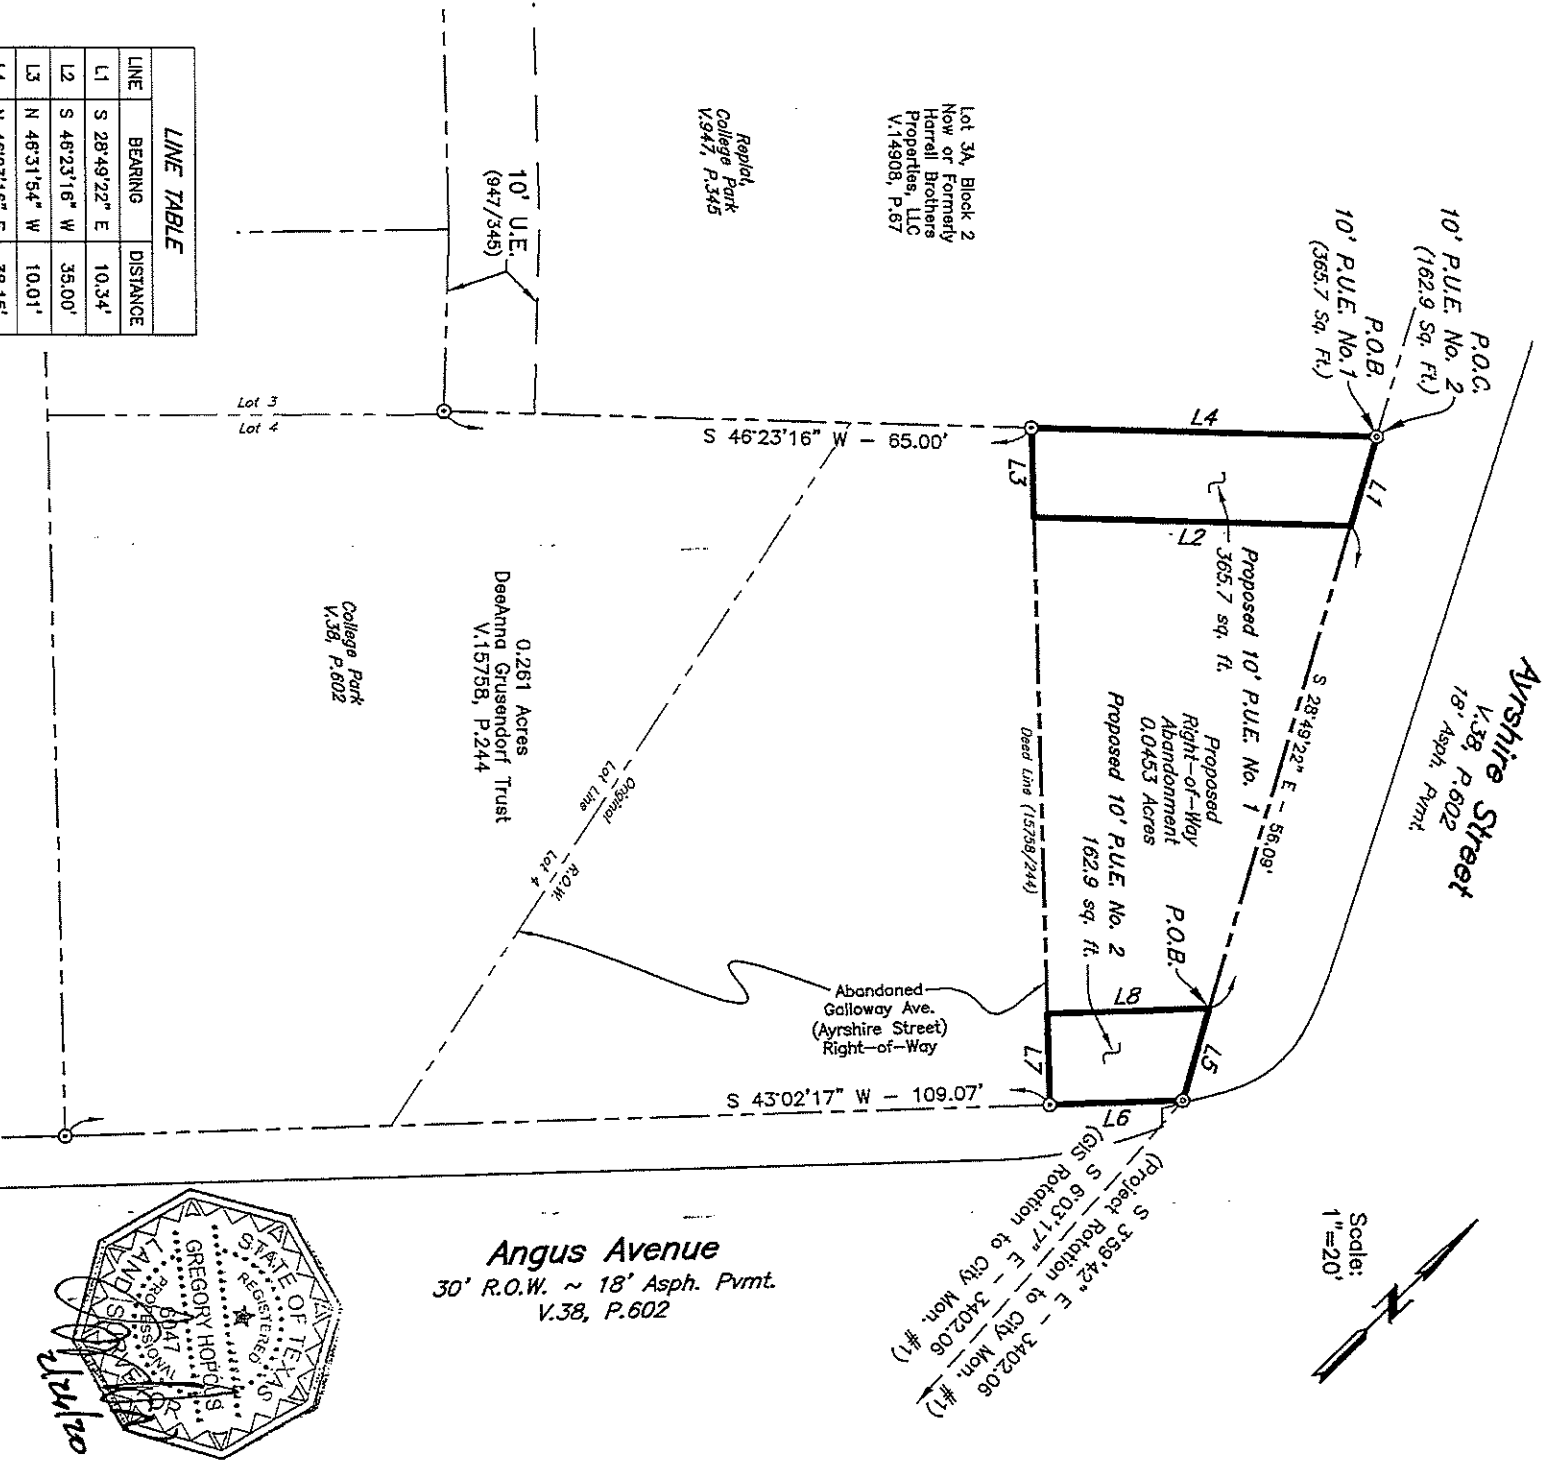 Ayrshire Street
V.38, P.602
18' Asph. Pvmt.
P.O.C.
10' P.U.E. No. 2
(162.9 Sq. Ft.)
P.O.B.
10' P.U.E. No. 1
(365.7 Sq. Ft.)
Lot 3A, Block 2
Now or Formerly
Harrell Brothers
Properties, LLC
V.14908, P.67
Replat,
College Park
V.947, P.345
10' U.E.
(947/345)
LINE TABLE
LINE BEARING DISTANCE
L1 S 28°49'22" E 10.34'
L2 S 46°23'16" W 35.00'
L3 N 46°31'54" W 10.01'
Lot 3
Lot 4
S 46°23'16" W - 65.00'
L4
L1
L3
L2
Proposed 10' P.U.E. No. 1
365.7 sq. ft.
S 28°49'22" E - 56.09'
Proposed
Right-of-Way
Abandonment
0.0453 Acres
Proposed 10' P.U.E. No. 2
162.9 sq. ft.
P.O.B.
Deed Line (15758/244)
L8
L5
L7
L6
0.261 Acres
DeeAnna Grusendorf Trust
V.15758, P.244
College Park
V.38, P.602
Original
Lot Line
R.O.W.
Lot 4
Abandoned
Galloway Ave.
(Ayrshire Street)
Right-of-Way
S 43°02'17" W - 109.07'
S 3°59'42" E - 3402.06
(Project Rotation to City Mon. #1)
S 6°03'17" E - 3402.06
(GIS Rotation to City Mon. #1)
Scale:
1"=20'
N
Angus Avenue
30' R.O.W. ~ 18' Asph. Pvmt.
V.38, P.602
STATE OF TEXAS
REGISTERED
GREGORY HOPCUS
6047
PROFESSIONAL
LAND SURVEYOR
2/24/20